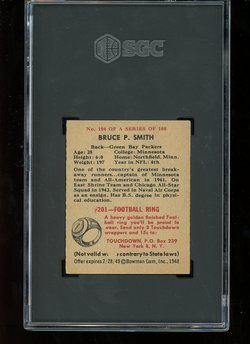 SGC
No. 104 OF A SERIES OF 108
BRUCE P. SMITH
Back—Green Bay Packers
Age: 28 College: Minnesota
Height: 6-0 Home: Northfield, Minn.
Weight: 197 Year in NFL: 4th
One of the country's greatest break-
away runners...captain of Minnesota
team and All-American in 1941. On
East Shrine Team and Chicago All-Star
Squad in 1942. Served in Naval Air Corps
as an Ensign. Has B.S. degree in phys-
ical education.
#201—FOOTBALL RING
A heavy golden finished Foot-
ball ring you'll be proud to
wear. Send only 2 Touchdown
wrappers and 15c to:
TOUCHDOWN, P.O. Box 239
New York 8, N. Y.
(Not valid where contrary to State laws)
Offer expires 2/28/49 ©Bowman Gum, Inc., 1948